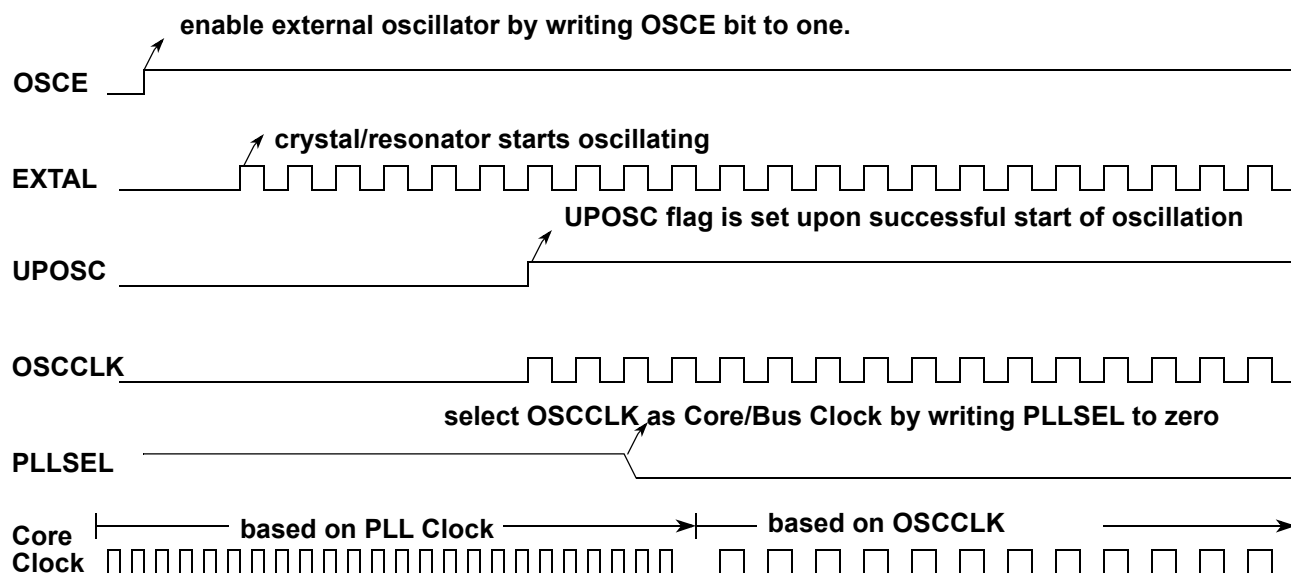 enable external oscillator by writing OSCE bit to one.
OSCE
crystal/resonator starts oscillating
EXTAL
UPOSC flag is set upon successful start of oscillation
UPOSC
OSCCLK
select OSCCLK as Core/Bus Clock by writing PLLSEL to zero
PLLSEL
based on PLL Clock
based on OSCCLK
Core
Clock